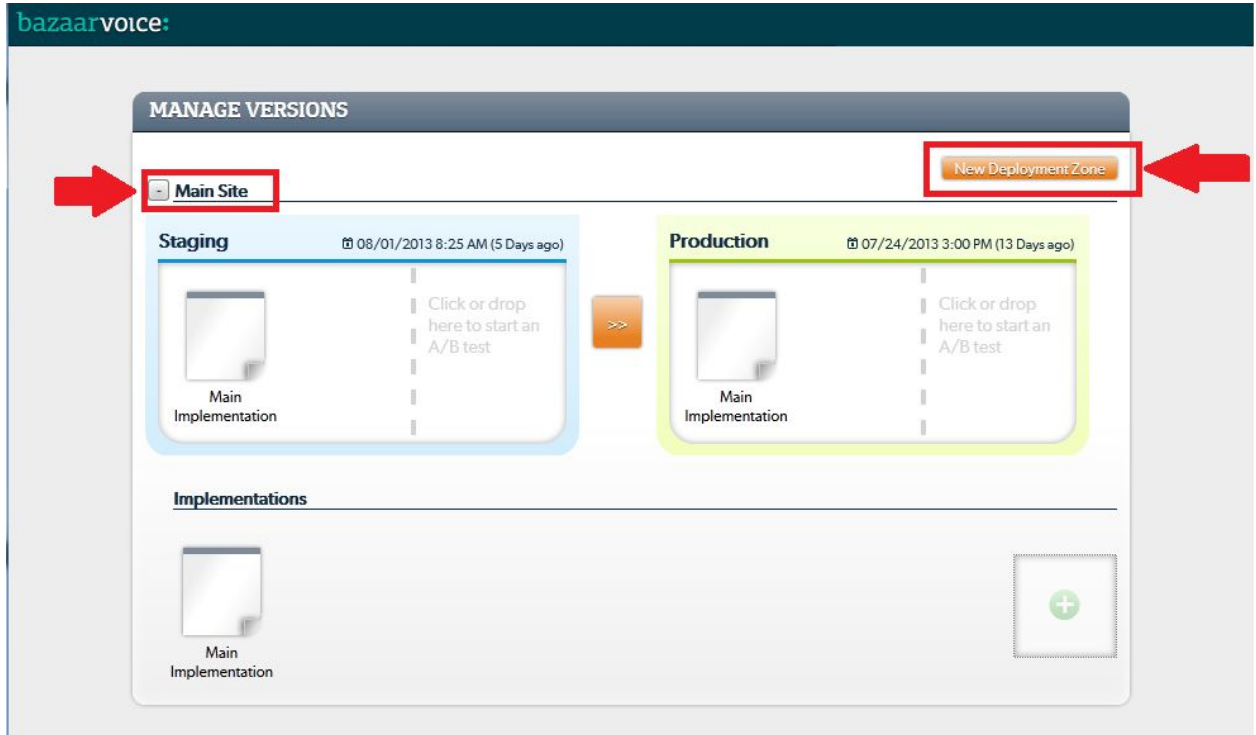 bazaarvoice:
MANAGE VERSIONS
New Deployment Zone
- Main Site
Staging 08/01/2013 8:25 AM (5 Days ago)
Click or drop
here to start an
A/B test
Main
Implementation
>>
Production 07/24/2013 3:00 PM (13 Days ago)
Click or drop
here to start an
A/B test
Main
Implementation
Implementations
Main
Implementation